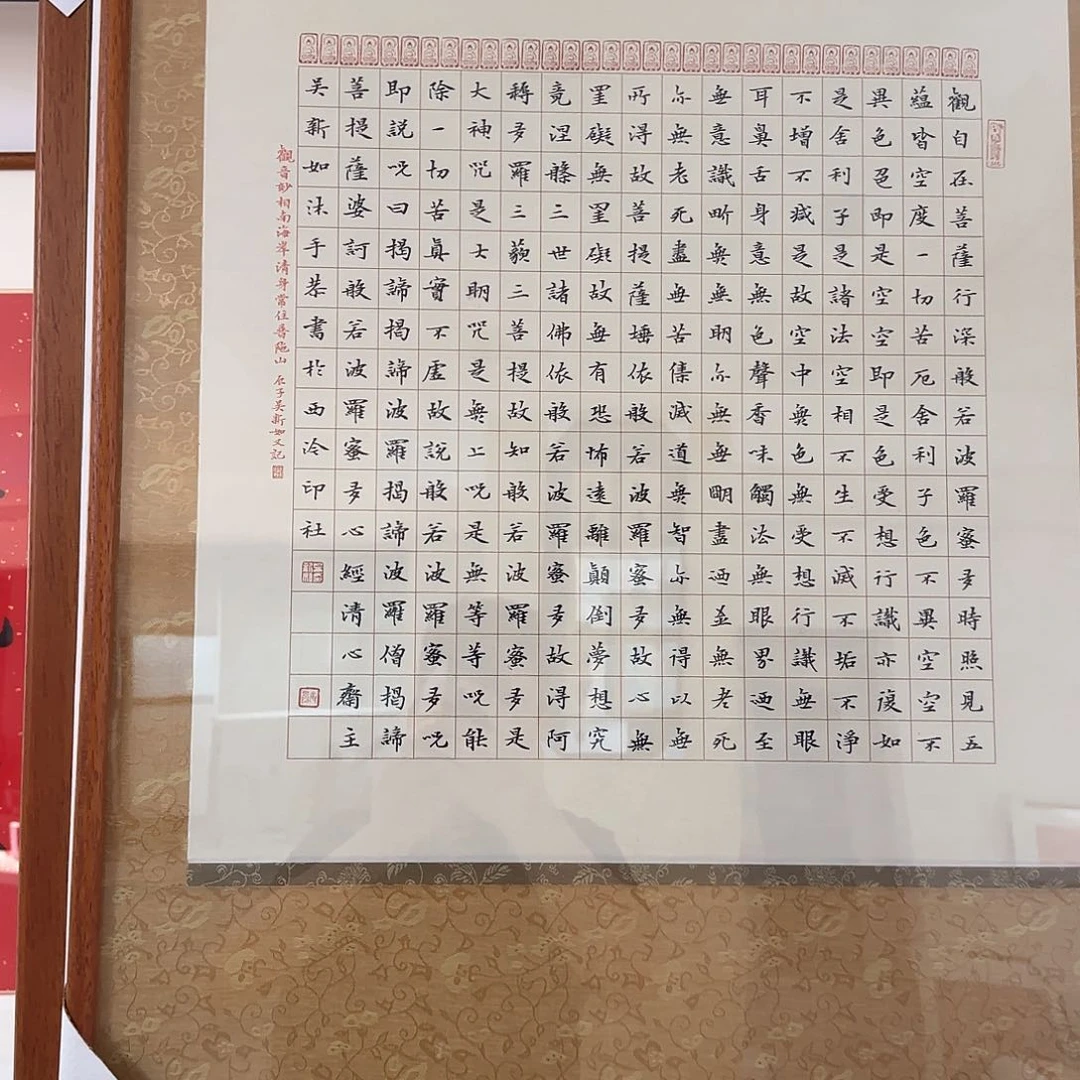 觀自在菩薩行深般若波羅蜜多時照見五
蘊皆空度一切苦厄舍利子色不異空空不
異色色即是空空即是色受想行識亦復如
是舍利子是諸法空相不生不滅不垢不淨
不增不減是故空中無色無受想行識無眼
耳鼻舌身意無色聲香味觸法無眼界迺至
無意識畍無無明亦無無明盡迺至無老死
亦無老死盡無苦集滅道無智亦無得以無
所得故菩提薩埵依般若波羅蜜多故心無
罣礙無罣礙故無有恐怖遠離顛倒夢想究
竟涅槃三世諸佛依般若波羅蜜多故得阿
耨多羅三藐三菩提故知般若波羅蜜多是
大神咒是大明咒是無上咒是無等等咒能
除一切苦真實不虛故說般若波羅蜜多咒
即說咒曰揭諦揭諦波羅揭諦波羅僧揭諦
菩提薩婆訶般若波羅蜜多心經清心齋主
吳新如沐手恭書於西泠印社
觀音妙相南海岸清身常住普陀山 子吳新如又記